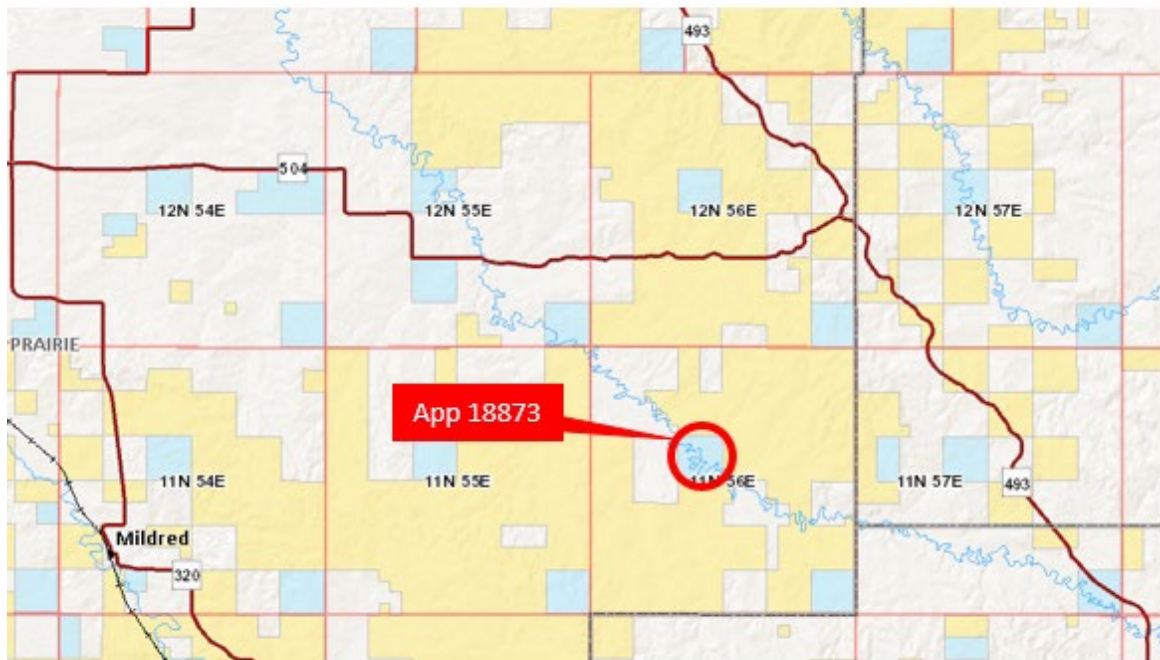 493
504
12N 54E
12N 55E
12N 56E
12N 57E
PRAIRIE
App 18873
11N 54E
11N 55E
11N 56E
11N 57E
493
Mildred
320